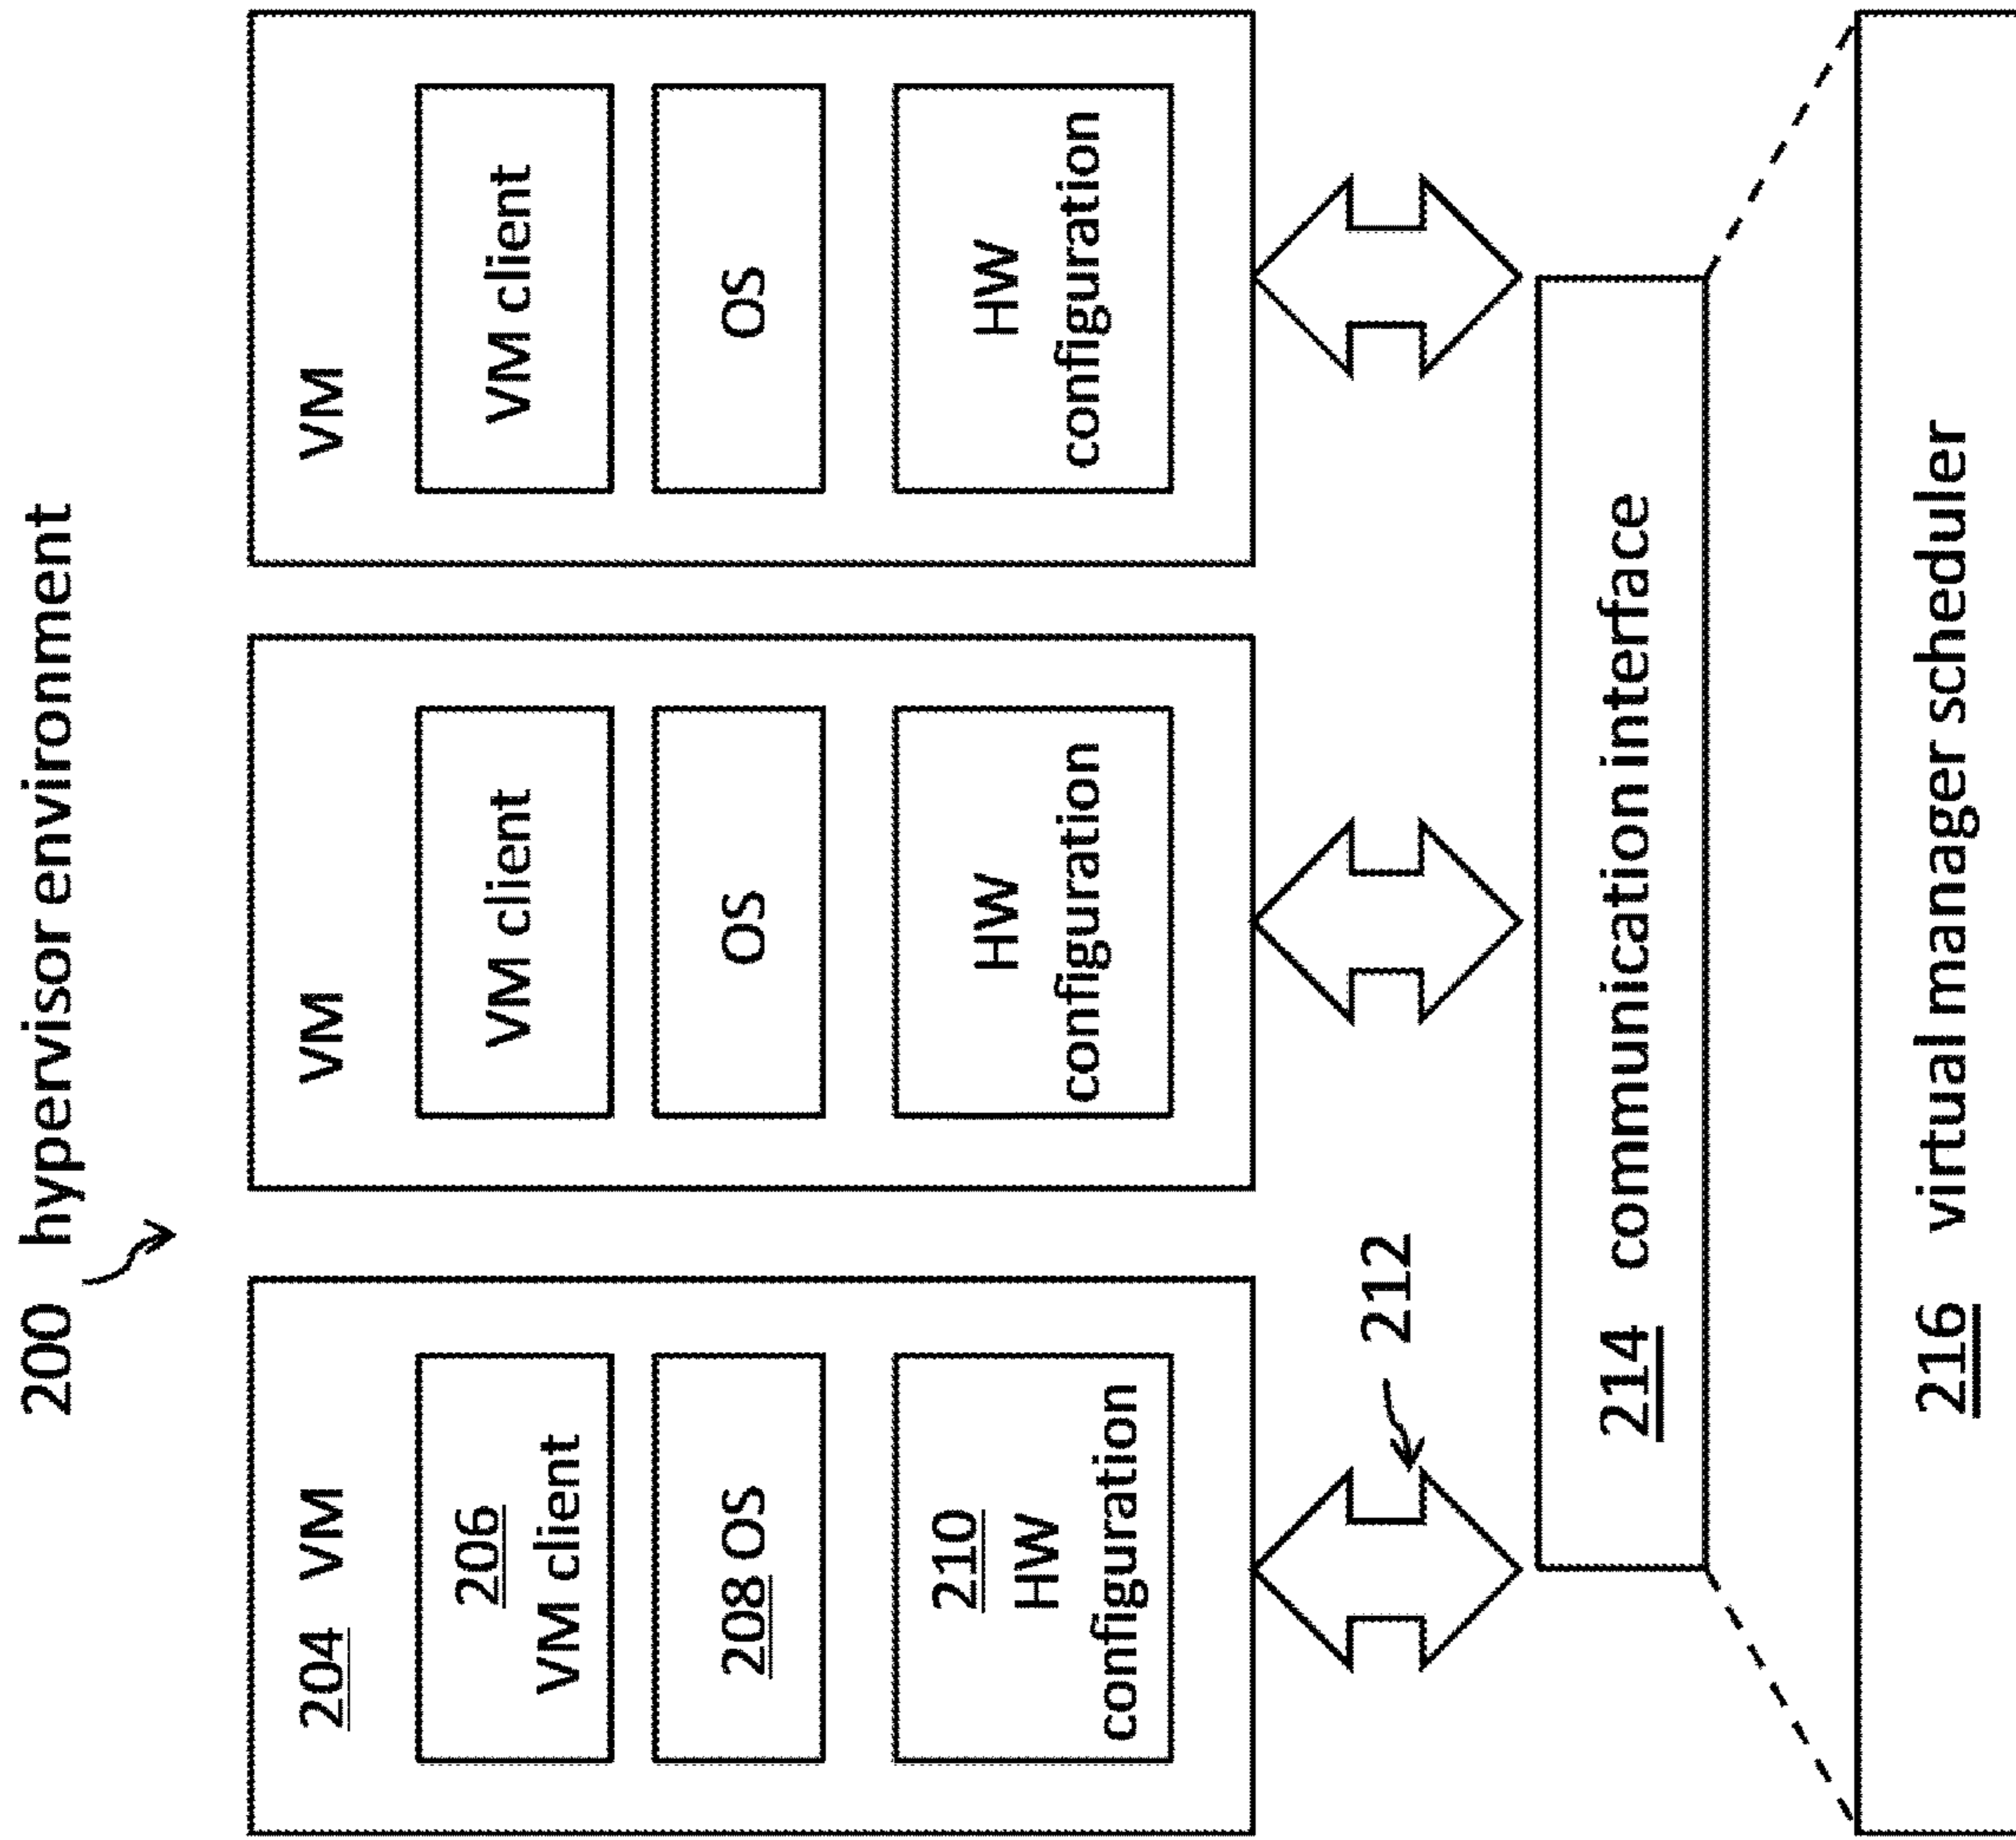 200 hypervisor environment
204 VM
206
VM client
208 OS
210
HW
configuration
VM
VM client
OS
HW
configuration
VM
VM client
OS
HW
configuration
212
214 communication interface
216 virtual manager scheduler